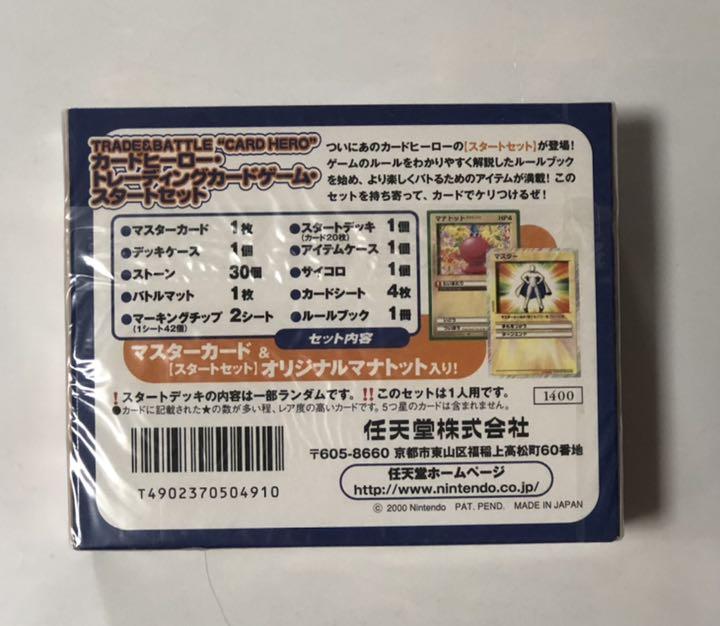 TRADE&BATTLE "CARD HERO"
カードヒーロー・
トレーディングカードゲーム・
スタートセット
ついにあのカードヒーローの【スタートセット】が登場!
ゲームのルールをわかりやすく解説したルールブック
を始め、より楽しくバトるためのアイテムが満載!この
セットを持ち寄って、カードでケリつけるぜ!
●マスターカード 1枚
●デッキケース 1個
●ストーン 30個
●バトルマット 1枚
●マーキングチップ 2シート
(1シート42個)
●スタートデッキ 1個
(カード20枚)
●アイテムケース 1個
●サイコロ 1個
●カードシート 4枚
●ルールブック 1冊
セット内容
マナトット
HP4
マスター
マスターカード &
【スタートセット】オリジナルマナトット入り!
!スタートデッキの内容は一部ランダムです。!!このセットは1人用です。
●カードに記載された★の数が多い程、レア度の高いカードです。5つ星のカードは含まれません。
1400
任天堂株式会社
〒605-8660 京都市東山区福稲上高松町60番地
任天堂ホームページ
http://www.nintendo.co.jp/
T4902370504910
© 2000 Nintendo PAT. PEND. MADE IN JAPAN